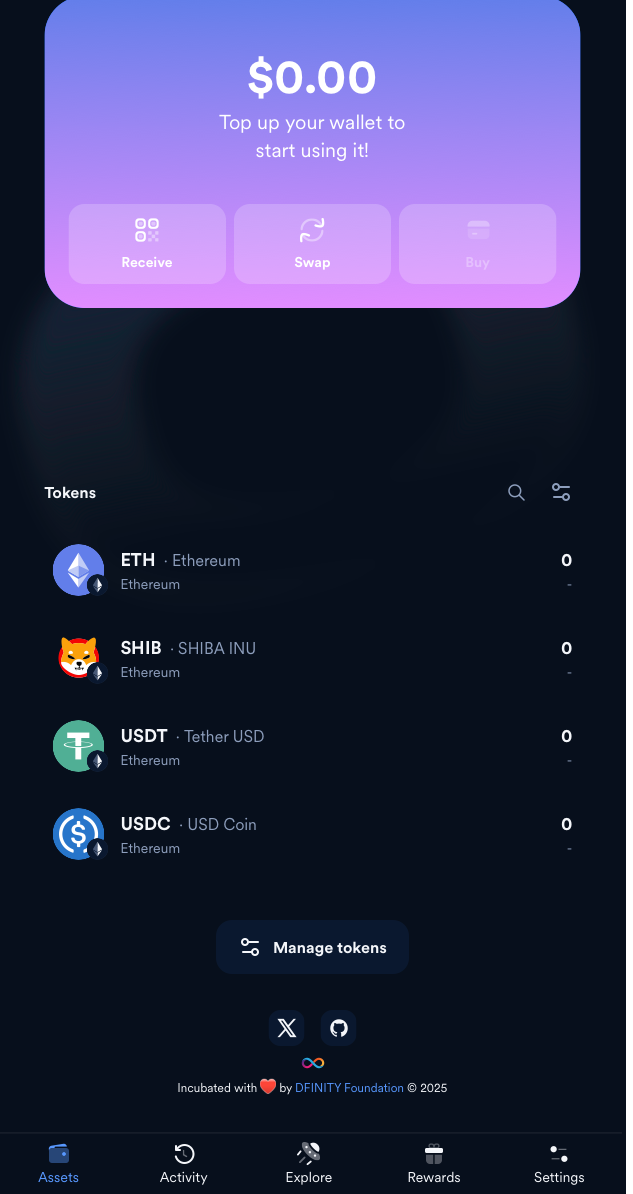 $0.00
Top up your wallet to
start using it!
Receive
Swap
Buy
Tokens
ETH · Ethereum
0
Ethereum
-
SHIB · SHIBA INU
0
Ethereum
-
USDT · Tether USD
0
Ethereum
-
USDC · USD Coin
0
Ethereum
-
Manage tokens
Incubated with ❤️ by DFINITY Foundation © 2025
Assets
Activity
Explore
Rewards
Settings